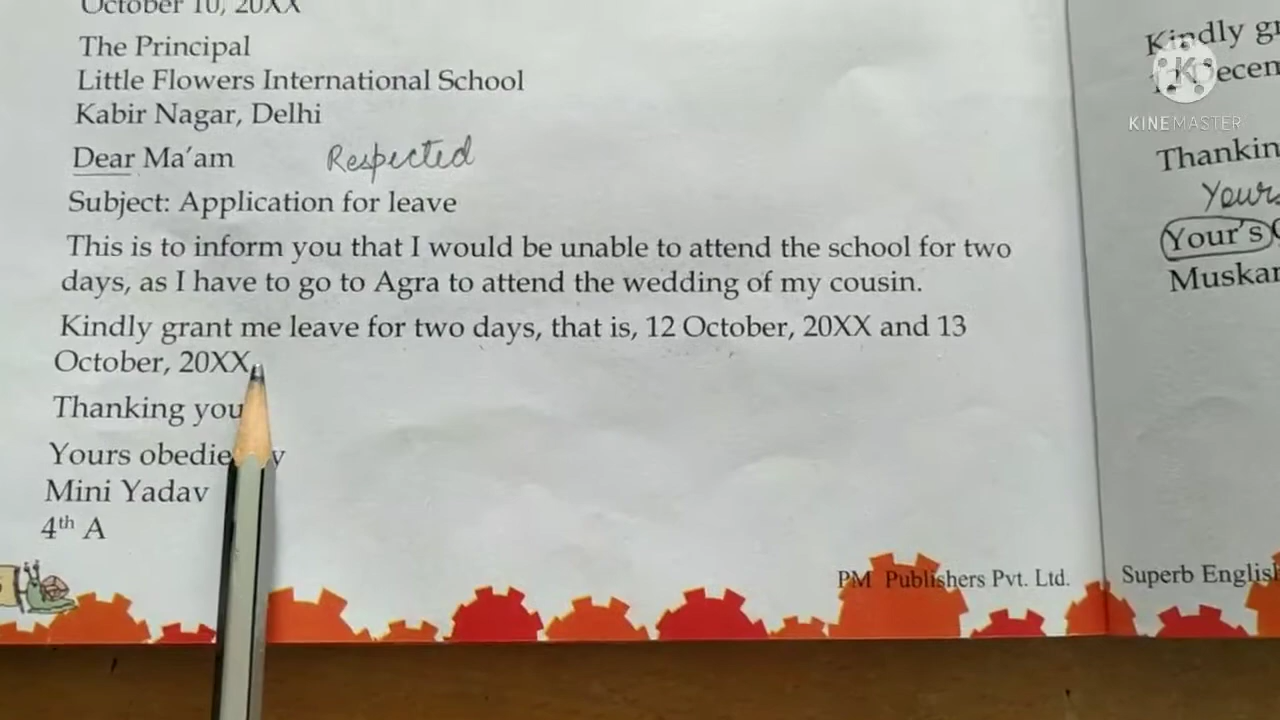 October 10, 20XX
The Principal
Little Flowers International School
Kabir Nagar, Delhi
Dear Ma'am Respected
Subject: Application for leave
This is to inform you that I would be unable to attend the school for two
days, as I have to go to Agra to attend the wedding of my cousin.
Kindly grant me leave for two days, that is, 12 October, 20XX and 13
October, 20XX.
Thanking you
Yours
Mini Yadav
4th A
PM Publishers Pvt. Ltd.
Kindly
KINEMASTER
Yours
Your's
Superb English